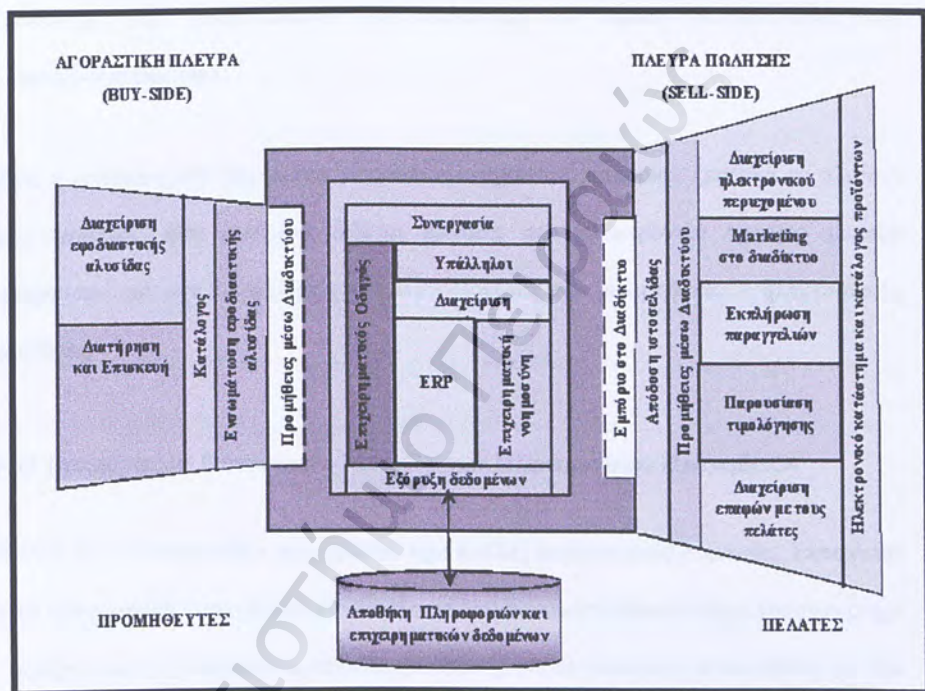 ΑΓΟΡΑΣΤΙΚΗ ΠΛΕΥΡΑ
(BUY-SIDE)
ΠΛΕΥΡΑ ΠΩΛΗΣΗΣ
(SELL-SIDE)
Διαχείριση
εφοδιαστικής
αλυσίδας
Διατήρηση
και Επισκευή
Κατάλογος
Ενσωμάτωση εφοδιαστικής
αλυσίδας
Προμήθειες μέσω Διαδικτύου
Συνεργασία
Υπάλληλοι
Διαχείριση
Επιχειρηματικός Οδηγός
ERP
Επιχειρηματική
νοημοσύνη
Εξόρυξη δεδομένων
Εμπόριο στο Διαδίκτυο
Απόδοση ιστοσελίδας
Προμήθειες μέσω Διαδικτύου
Διαχείριση
ηλεκτρονικού
περιεχομένου
Marketing
στο διαδίκτυο
Εκπλήρωση
παραγγελιών
Παρουσίαση
τιμολόγησης
Διαχείριση
επαφών με τους
πελάτες
Ηλεκτρονικό κατάστημα και κατάλογος προϊόντων
ΠΡΟΜΗΘΕΥΤΕΣ
Αποθήκη Πληροφοριών και
επιχειρηματικών δεδομένων
ΠΕΛΑΤΕΣ